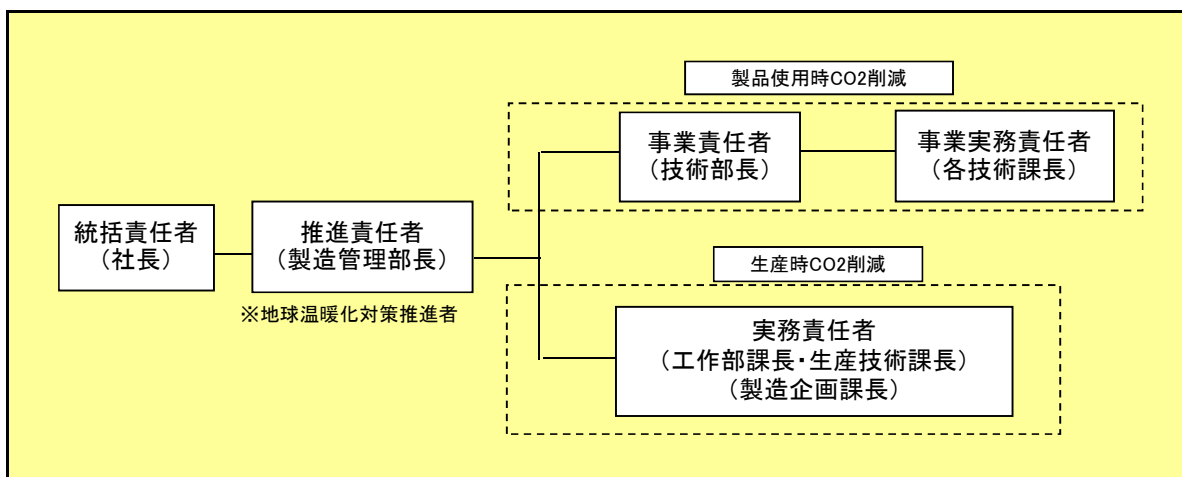 製品使用時CO2削減
事業責任者
（技術部長）
事業実務責任者
（各技術課長）
統括責任者
（社長）
推進責任者
（製造管理部長）
※地球温暖化対策推進者
生産時CO2削減
実務責任者
（工作部課長・生産技術課長）
（製造企画課長）